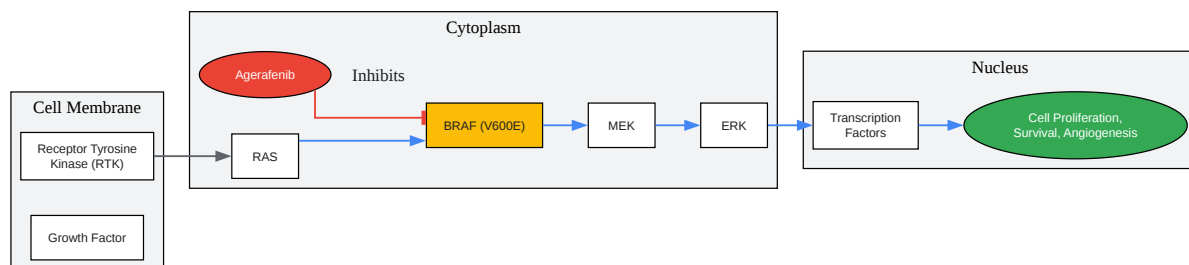 Cell Membrane
Receptor Tyrosine
Kinase (RTK)
Growth Factor
Cytoplasm
Agerafenib
Inhibits
RAS
BRAF (V600E)
MEK
ERK
Nucleus
Transcription
Factors
Cell Proliferation,
Survival, Angiogenesis